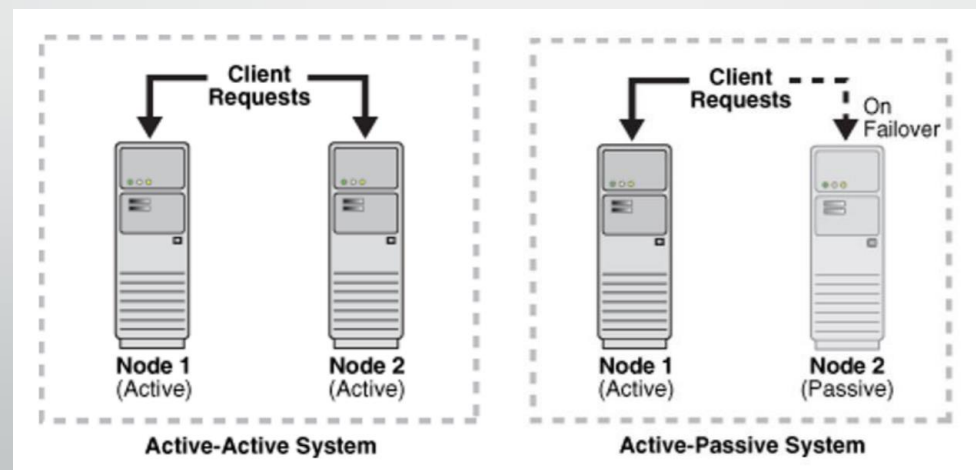 Client
Requests
Node 1
(Active)
Node 2
(Active)
Active-Active System
Client
Requests
On
Failover
Node 1
(Active)
Node 2
(Passive)
Active-Passive System